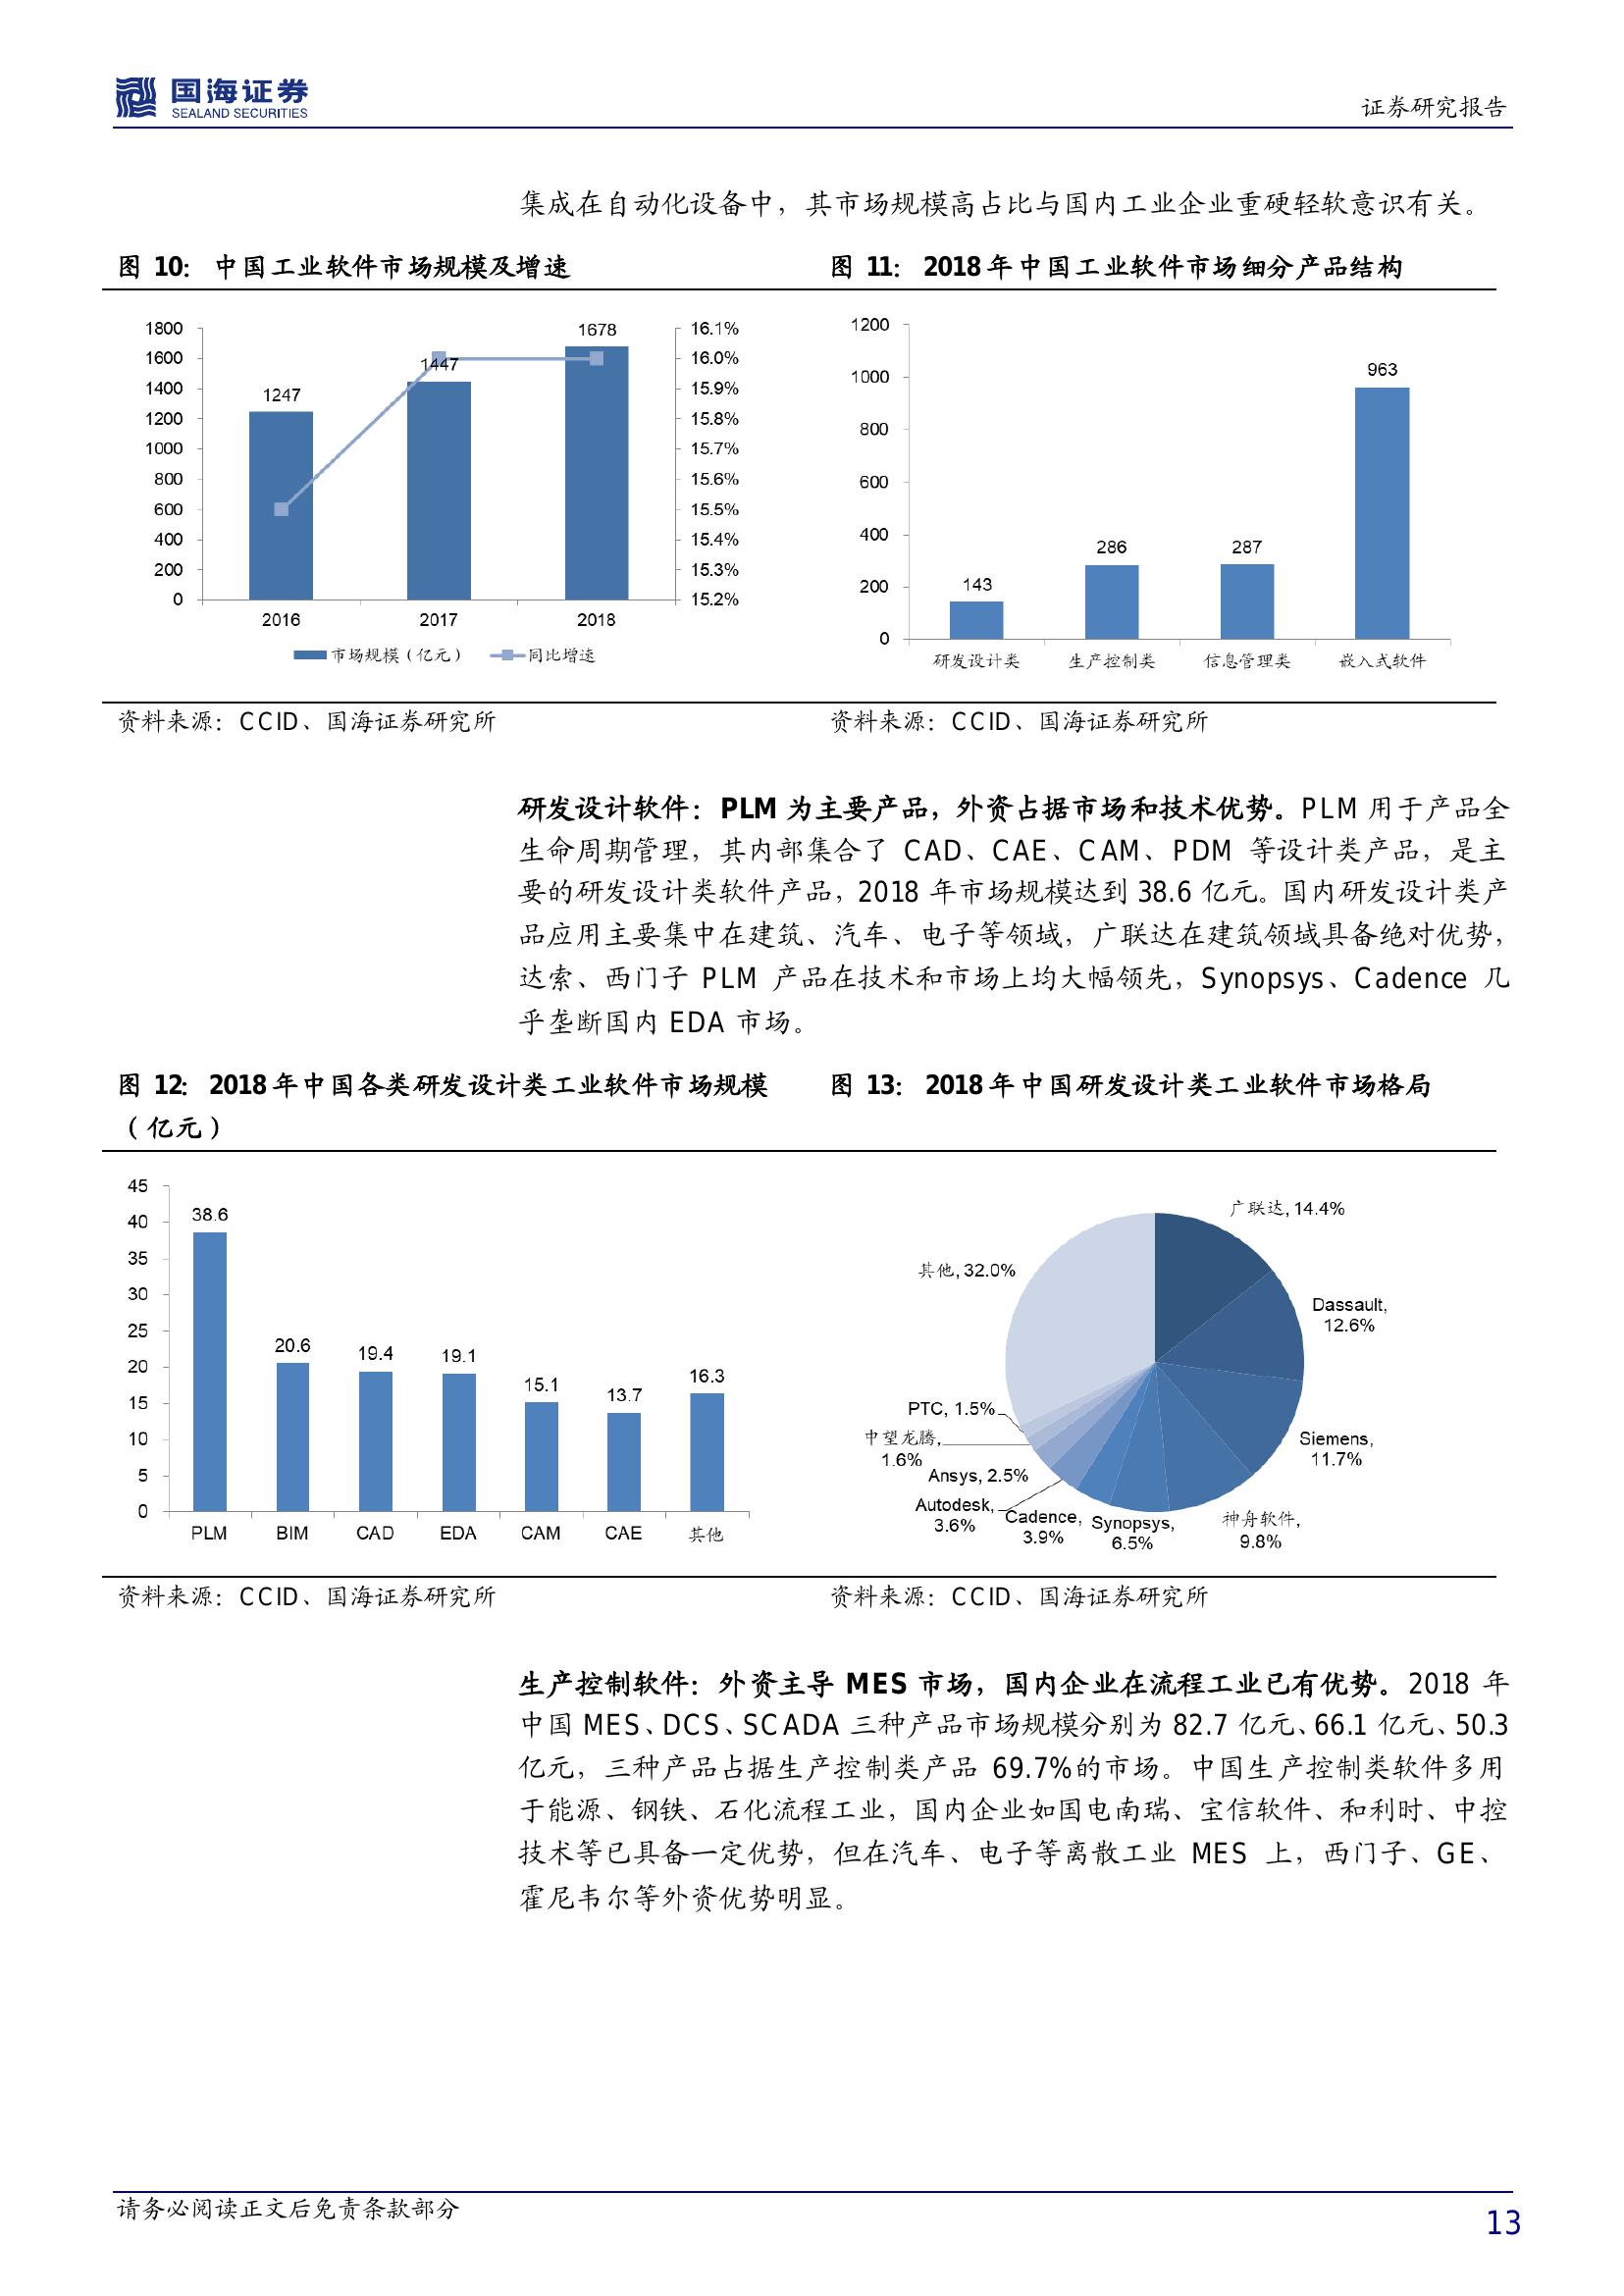 国海证券
SEALAND SECURITIES
证券研究报告
集成在自动化设备中，其市场规模高占比与国内工业企业重硬轻软意识有关。
图 10： 中国工业软件市场规模及增速
1800
1600
1400
1200
1000
800
600
400
200
0
1247
1447
1678
16.1%
16.0%
15.9%
15.8%
15.7%
15.6%
15.5%
15.4%
15.3%
15.2%
2016
2017
2018
市场规模（亿元）
同比增速
资料来源：CCID、国海证券研究所
图 11： 2018 年中国工业软件市场细分产品结构
1200
1000
800
600
400
200
0
143
286
287
963
研发设计类
生产控制类
信息管理类
嵌入式软件
资料来源：CCID、国海证券研究所
研发设计软件：PLM 为主要产品，外资占据市场和技术优势。PLM 用于产品全
生命周期管理，其内部集合了 CAD、CAE、CAM、PDM 等设计类产品，是主
要的研发设计类软件产品，2018 年市场规模达到 38.6 亿元。国内研发设计类产
品应用主要集中在建筑、汽车、电子等领域，广联达在建筑领域具备绝对优势，
达索、西门子 PLM 产品在技术和市场上均大幅领先，Synopsys、Cadence 几
乎垄断国内 EDA 市场。
图 12： 2018 年中国各类研发设计类工业软件市场规模
（亿元）
45
40
35
30
25
20
15
10
5
0
38.6
20.6
19.4
19.1
15.1
13.7
16.3
PLM
BIM
CAD
EDA
CAM
CAE
其他
资料来源：CCID、国海证券研究所
图 13： 2018 年中国研发设计类工业软件市场格局
广联达, 14.4%
Dassault,
12.6%
Siemens,
11.7%
神舟软件,
9.8%
Synopsys,
6.5%
Cadence,
3.9%
Autodesk,
3.6%
Ansys, 2.5%
中望龙腾,
1.6%
PTC, 1.5%
其他, 32.0%
资料来源：CCID、国海证券研究所
生产控制软件：外资主导 MES 市场，国内企业在流程工业已有优势。2018 年
中国 MES、DCS、SCADA 三种产品市场规模分别为 82.7 亿元、66.1 亿元、50.3
亿元，三种产品占据生产控制类产品 69.7%的市场。中国生产控制类软件多用
于能源、钢铁、石化流程工业，国内企业如国电南瑞、宝信软件、和利时、中控
技术等已具备一定优势，但在汽车、电子等离散工业 MES 上，西门子、GE、
霍尼韦尔等外资优势明显。
请务必阅读正文后免责条款部分
13